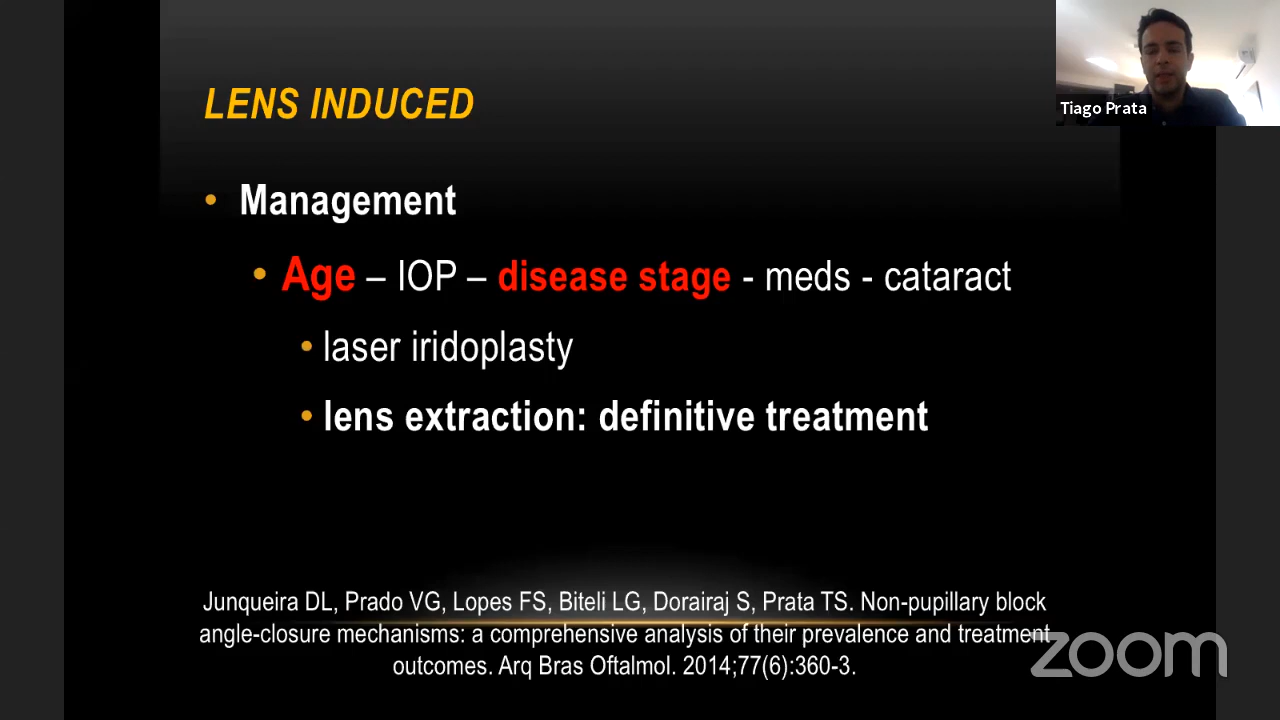 Tiago Prata
LENS INDUCED
• Management
• Age – IOP – disease stage - meds - cataract
• laser iridoplasty
• lens extraction: definitive treatment
Junqueira DL, Prado VG, Lopes FS, Biteli LG, Dorairaj S, Prata TS. Non-pupillary block
angle-closure mechanisms: a comprehensive analysis of their prevalence and treatment
outcomes. Arq Bras Oftalmol. 2014;77(6):360-3.
zoom